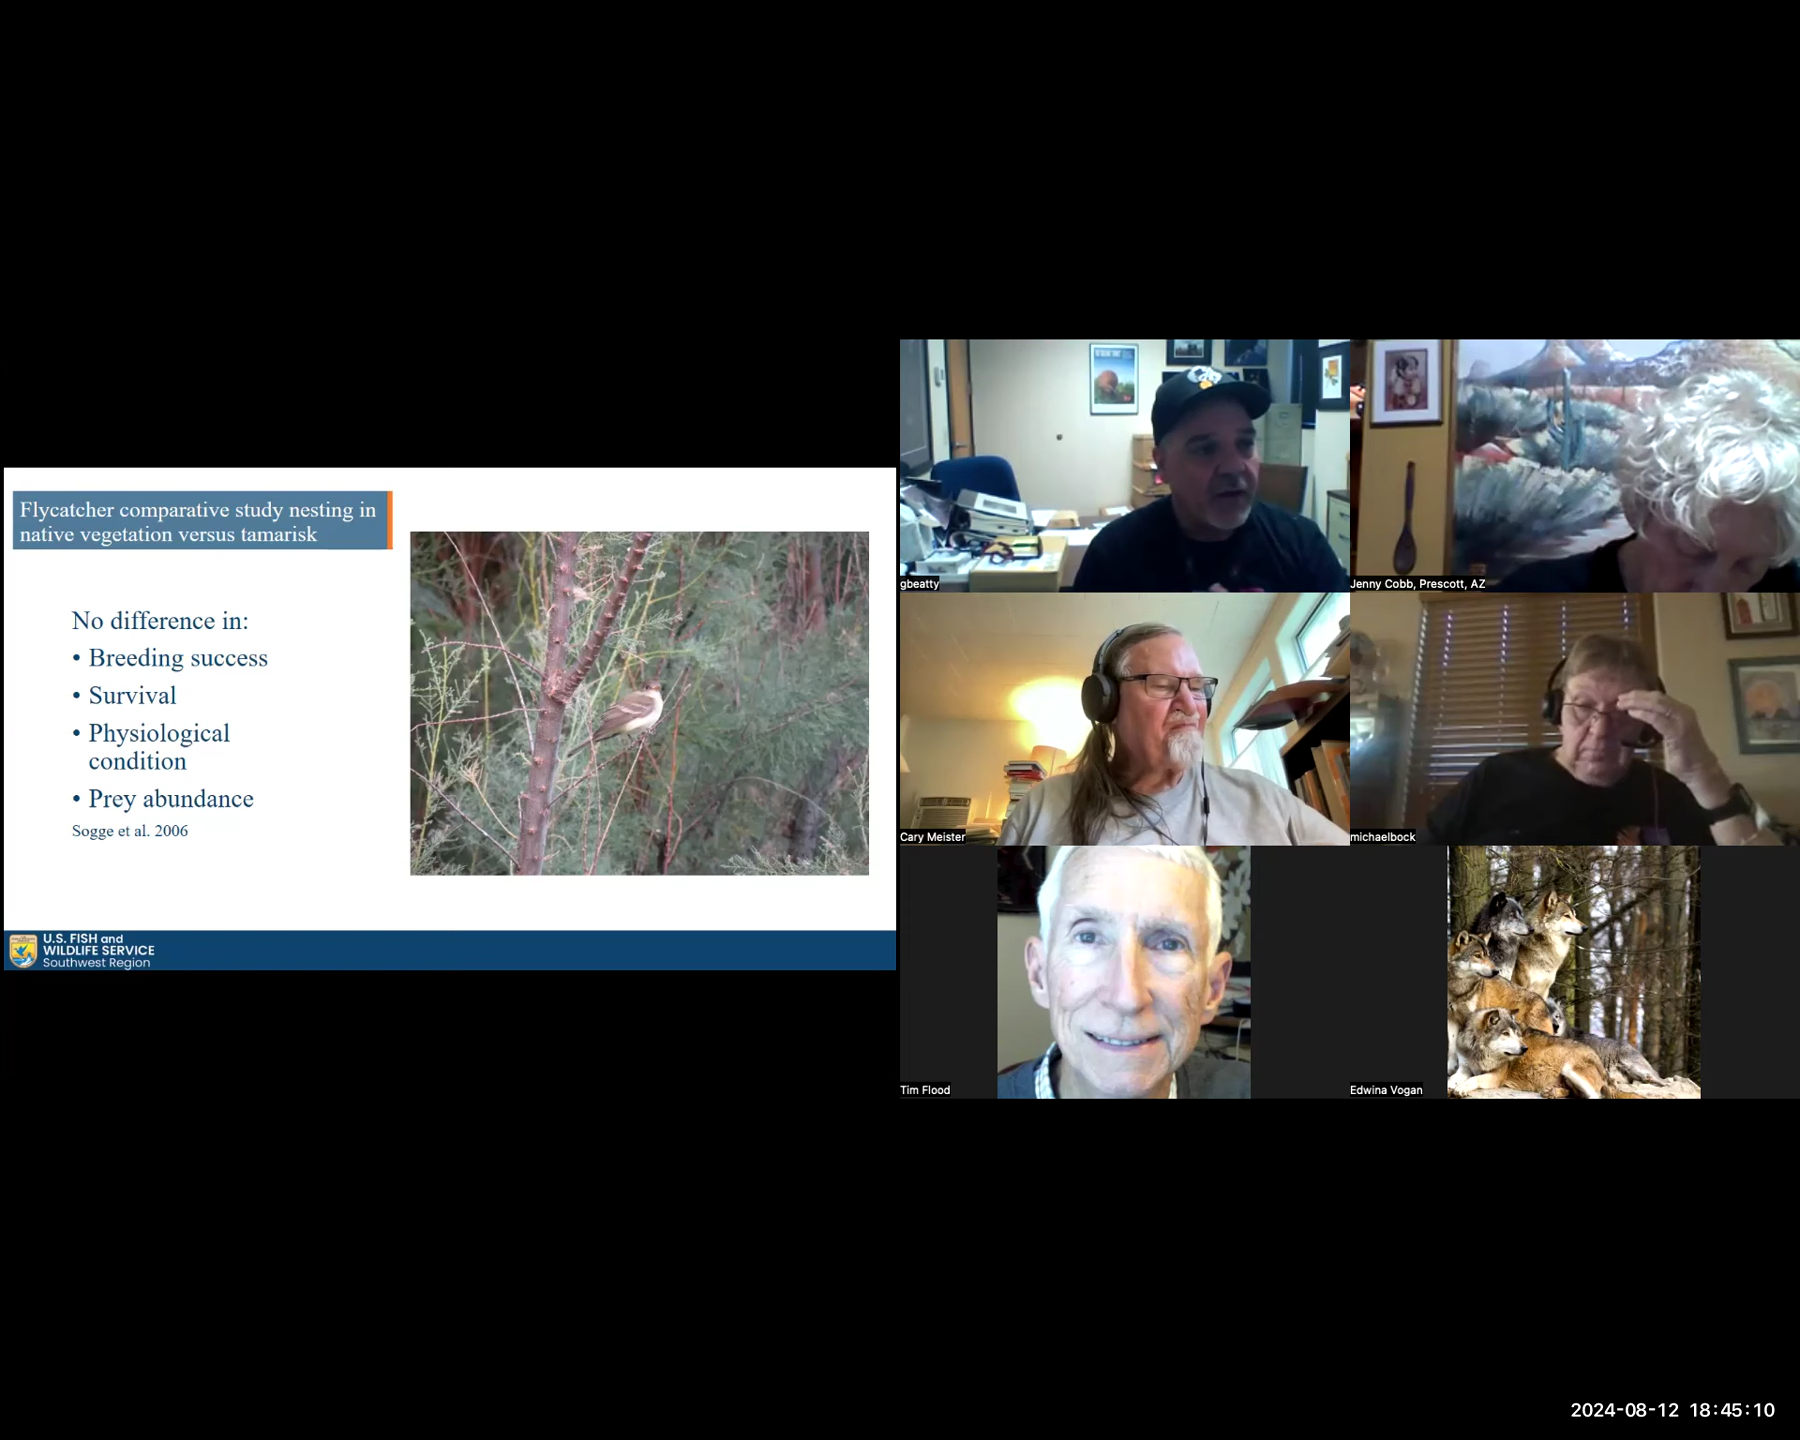 Flycatcher comparative study nesting in
native vegetation versus tamarisk
No difference in:
• Breeding success
• Survival
• Physiological
condition
• Prey abundance
Sogge et al. 2006
U.S. FISH and
WILDLIFE SERVICE
Southwest Region
gbeatty
Jenny Cobb, Prescott, AZ
Cary Meister
michaelbock
Tim Flood
Edwina Vogan
2024-08-12 18:45:10